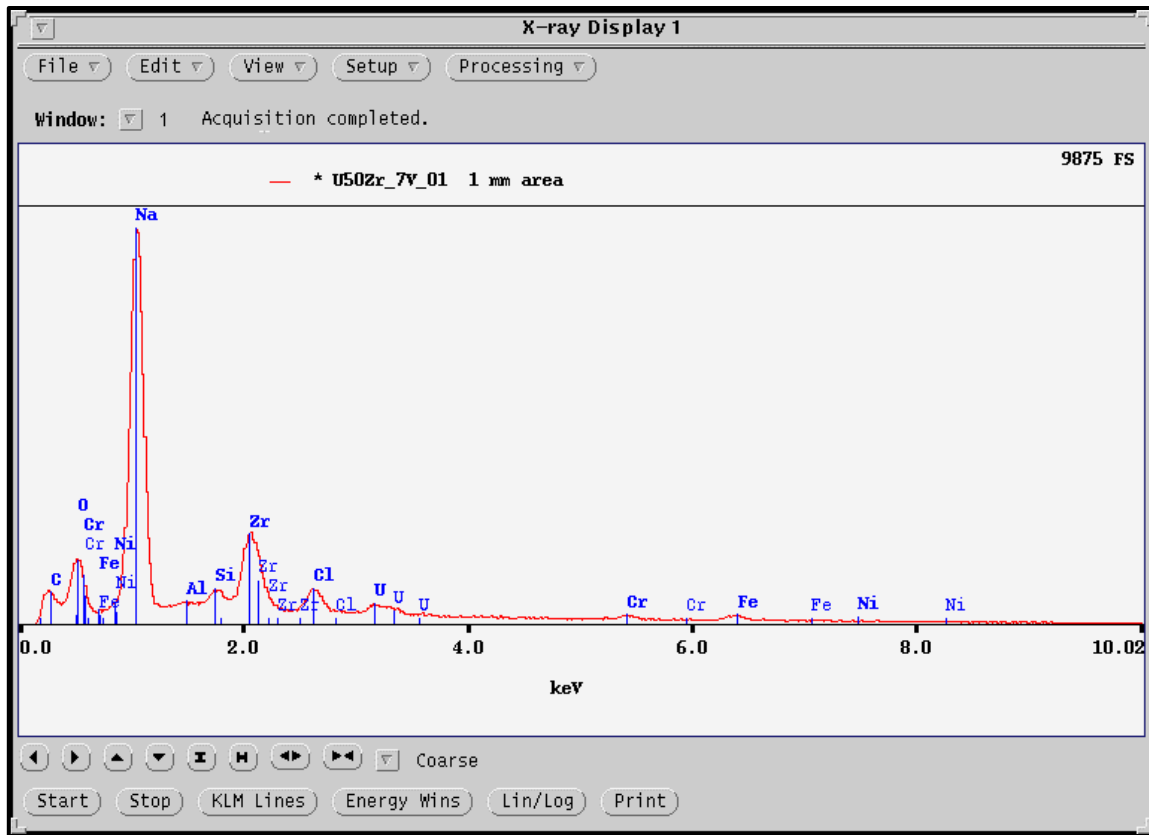 X-ray Display 1
File Edit View Setup Processing
Window: 1 Acquisition completed.
9875 FS
* U50Zr_7V_01 1 mm area
Na
O
Cr
Cr Ni
Fe
C Ni
Fe
Al
Si
Zr
Zr
Zr
Zr Zr
Cl
Cl
U U U
Cr Cr Fe Fe Ni Ni
0.0 2.0 4.0 6.0 8.0 10.02
keV
Coarse
Start Stop KLM Lines Energy Wins Lin/Log Print